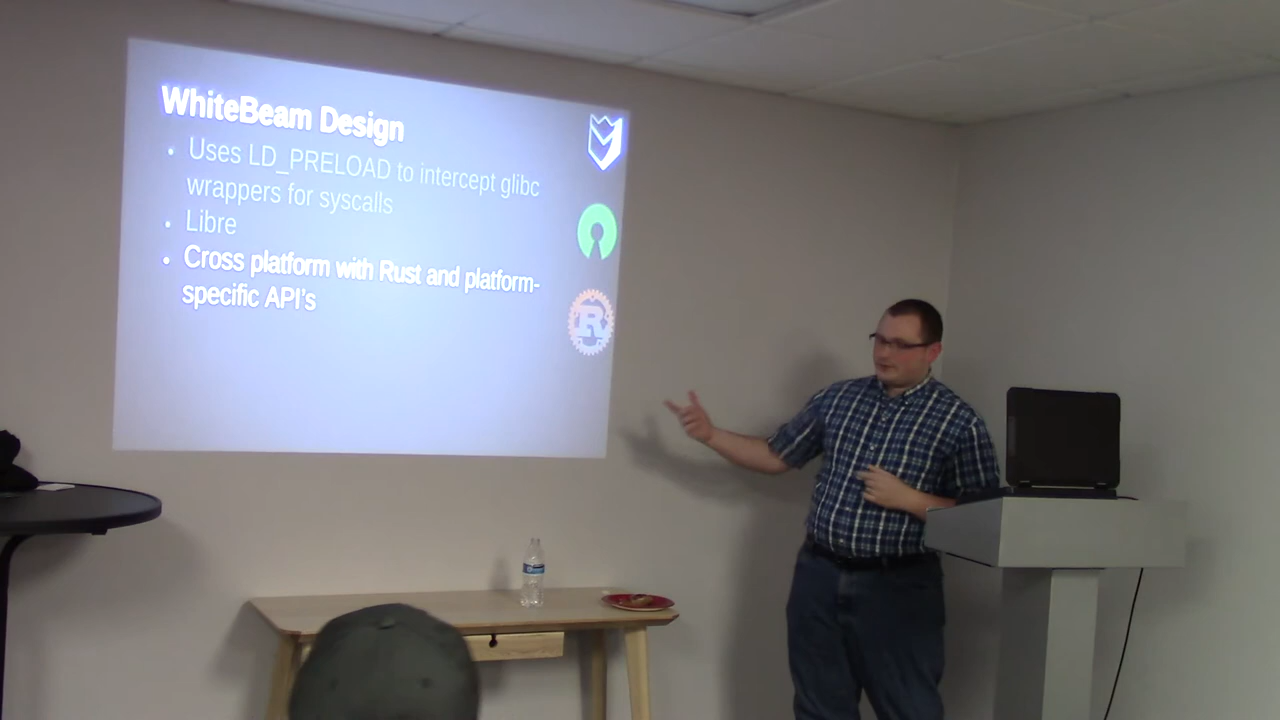 WhiteBeam Design
• Uses LD_PRELOAD to intercept glibc
wrappers for syscalls
• Libre
• Cross platform with Rust and platform-
specific API's
R